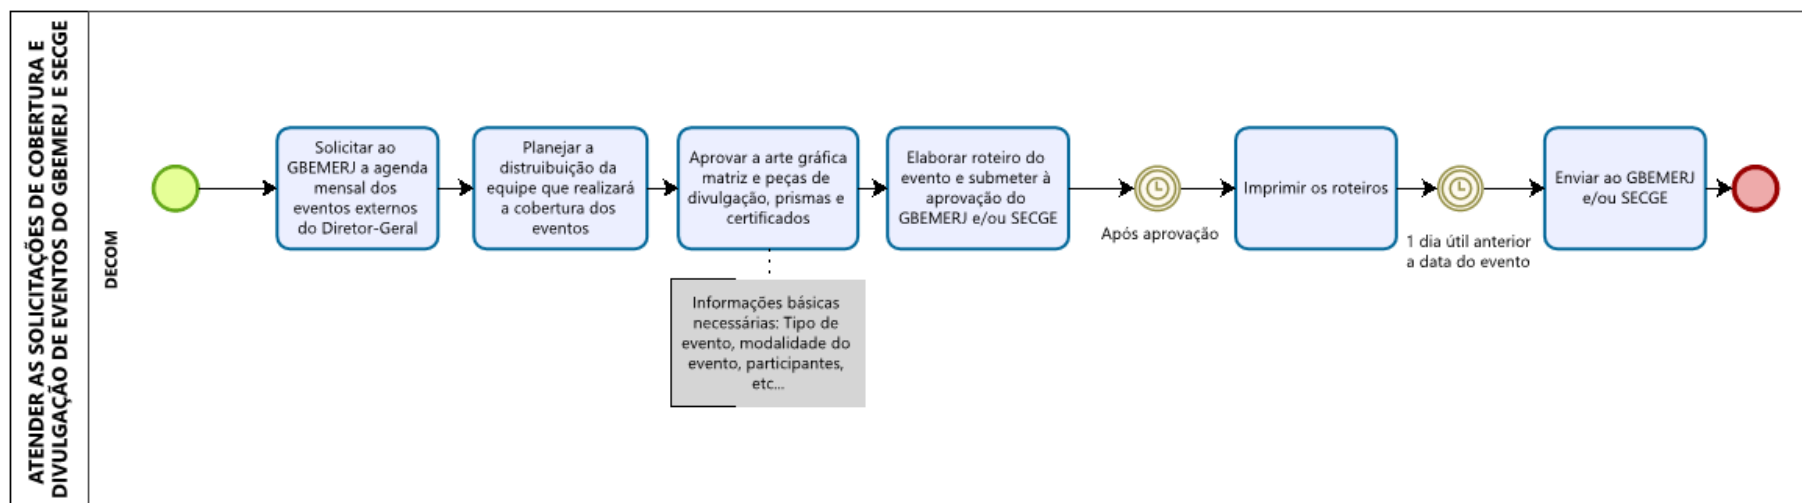 ATENDER AS SOLICITAÇÕES DE COBERTURA E
DIVULGAÇÃO DE EVENTOS DO GBEMERJ E SECGE
DECOM
Solicitar ao
GBEMERJ a agenda
mensal dos
eventos externos
do Diretor-Geral
Planejar a
distruibuição da
equipe que realizará
a cobertura dos
eventos
Aprovar a arte gráfica
matriz e peças de
divulgação, prismas e
certificados
Informações básicas
necessárias: Tipo de
evento, modalidade do
evento, participantes,
etc...
Elaborar roteiro do
evento e submeter à
aprovação do
GBEMERJ e/ou SECGE
Após aprovação
Imprimir os roteiros
1 dia útil anterior
a data do evento
Enviar ao GBEMERJ
e/ou SECGE